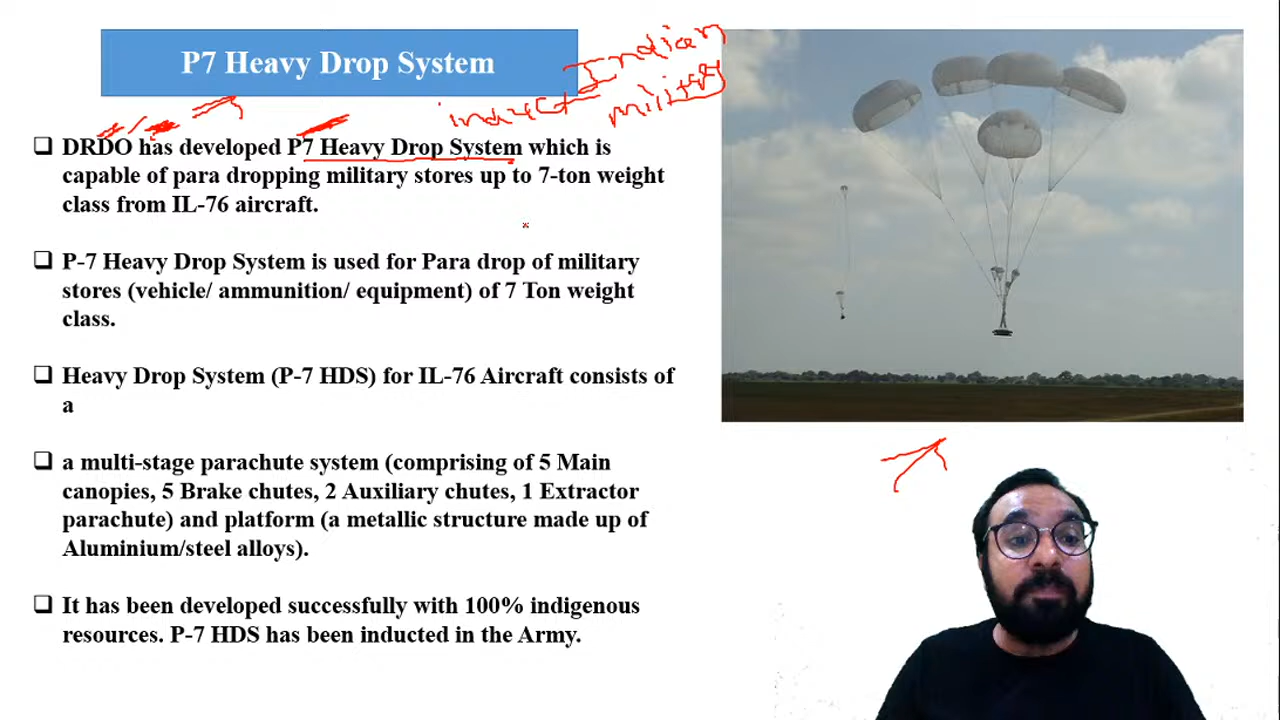 P7 Heavy Drop System
induct Indian
military
❑ DRDO has developed P7 Heavy Drop System which is
capable of para dropping military stores up to 7-ton weight
class from IL-76 aircraft.
❑ P-7 Heavy Drop System is used for Para drop of military
stores (vehicle/ ammunition/ equipment) of 7 Ton weight
class.
❑ Heavy Drop System (P-7 HDS) for IL-76 Aircraft consists of
a
❑ a multi-stage parachute system (comprising of 5 Main
canopies, 5 Brake chutes, 2 Auxiliary chutes, 1 Extractor
parachute) and platform (a metallic structure made up of
Aluminium/steel alloys).
❑ It has been developed successfully with 100% indigenous
resources. P-7 HDS has been inducted in the Army.